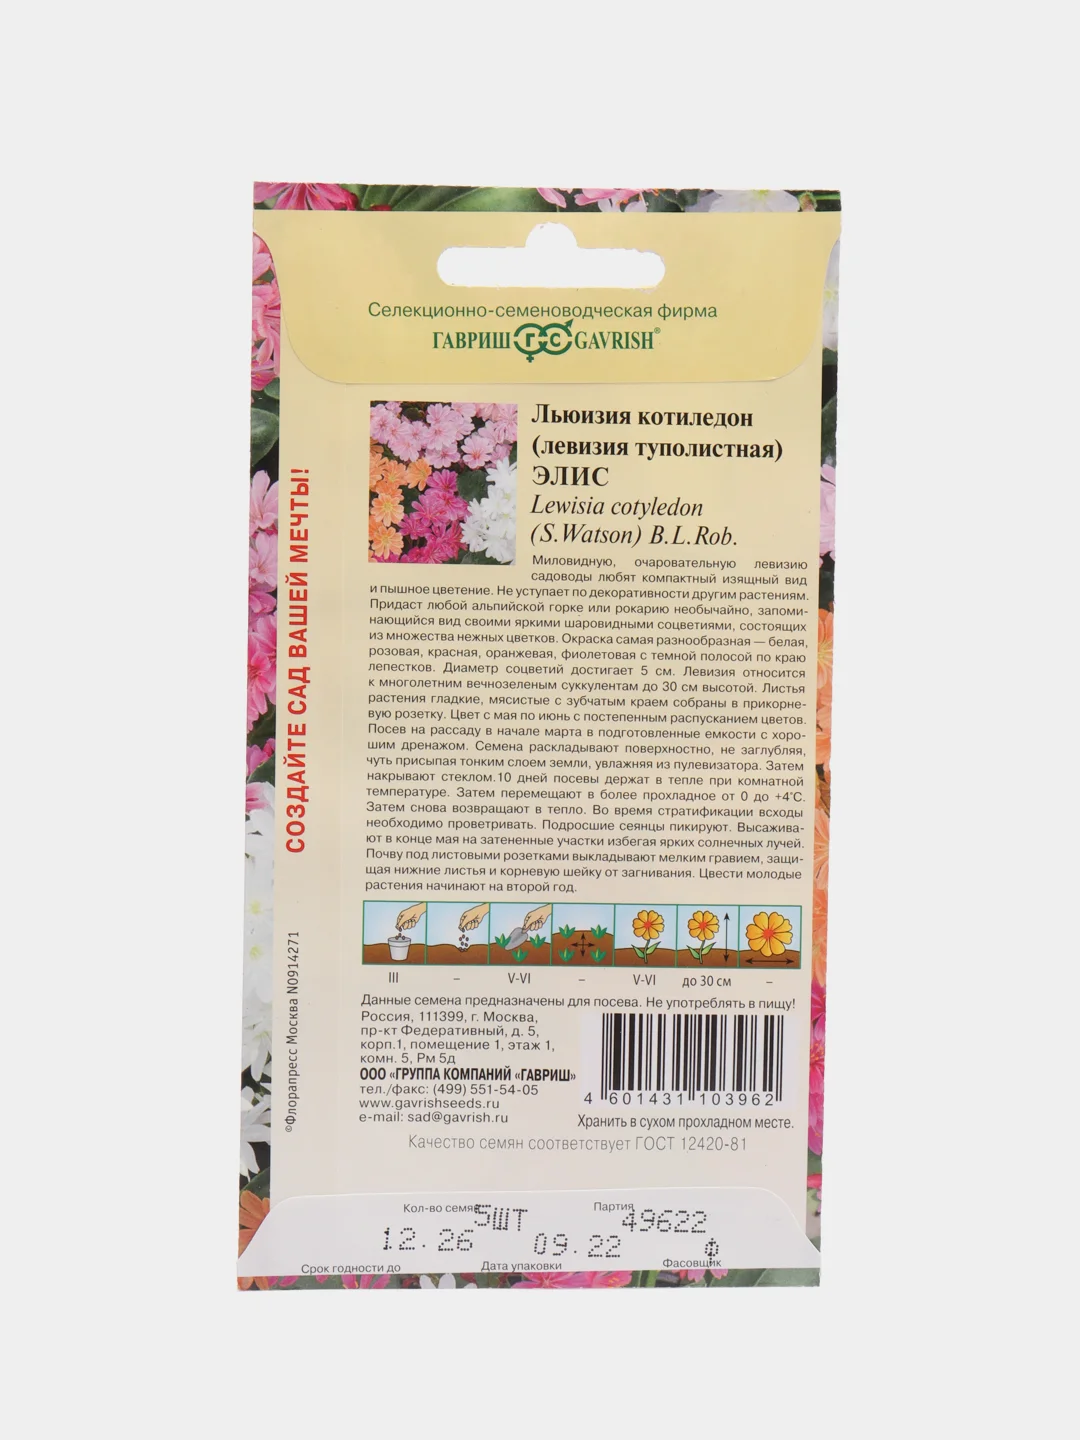 Селекционно-семеноводческая фирма
ГАВРИШ ГС GAVRISH®
Льюизия котиледон
(левизия туполистная)
ЭЛИС
Lewisia cotyledon
(S.Watson) B.L.Rob.
Миловидную, очаровательную левизию
садоводы любят компактный изящный вид
и пышное цветение. Не уступает по декоративности другим растениям.
Придаст любой альпийской горке или рокарию необычайно, запоми-
нающийся вид своими яркими шаровидными соцветиями, состоящих
из множества нежных цветков. Окраска самая разнообразная — белая,
розовая, красная, оранжевая, фиолетовая с темной полосой по краю
лепестков. Диаметр соцветий достигает 5 см. Левизия относится
к многолетним вечнозеленым суккулентам до 30 см высотой. Листья
растения гладкие, мясистые с зубчатым краем собраны в прикорне-
вую розетку. Цвет с мая по июнь с постепенным распусканием цветов.
Посев на рассаду в начале марта в подготовленные емкости с хоро-
шим дренажом. Семена раскладывают поверхностно, не заглубляя,
чуть присыпая тонким слоем земли, увлажняя из пулевизатора. Затем
накрывают стеклом.10 дней посевы держат в тепле при комнатной
температуре. Затем перемещают в более прохладное от 0 до +4°С.
Затем снова возвращают в тепло. Во время стратификации всходы
необходимо проветривать. Подросшие сеянцы пикируют. Высажива-
ют в конце мая на затененные участки избегая ярких солнечных лучей.
Почву под листовыми розетками выкладывают мелким гравием, защи-
щая нижние листья и корневую шейку от загнивания. Цвести молодые
растения начинают на второй год.
III – V-VI – V-VI до 30 см –
Данные семена предназначены для посева. Не употреблять в пищу!
Россия, 111399, г. Москва,
пр-кт Федеративный, д. 5,
корп.1, помещение 1, этаж 1,
комн. 5, Рм 5д
ООО «ГРУППА КОМПАНИЙ «ГАВРИШ»
тел./факс: (499) 551-54-05
www.gavrishseeds.ru
e-mail: sad@gavrish.ru
4 601431 103962
Хранить в сухом прохладном месте.
Качество семян соответствует ГОСТ 12420-81
Кол-во семян 5ШТ Партия 49622
12.26 09.22 Ф
Срок годности до Дата упаковки Фасовщик
СОЗДАЙТЕ САД ВАШЕЙ МЕЧТЫ!
©Флорапресс Москва N0914271